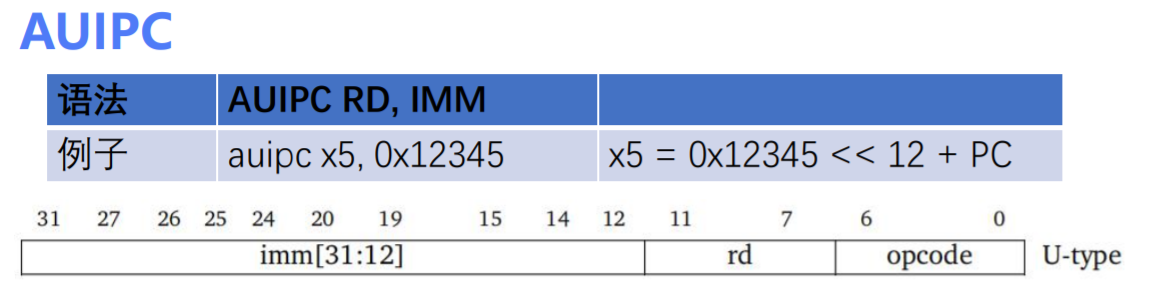 AUIPC
语法 AUIPC RD, IMM
例子 auipc x5, 0x12345 x5 = 0x12345 << 12 + PC
31 27 26 25 24 20 19 15 14 12 11 7 6 0
imm[31:12] rd opcode U-type